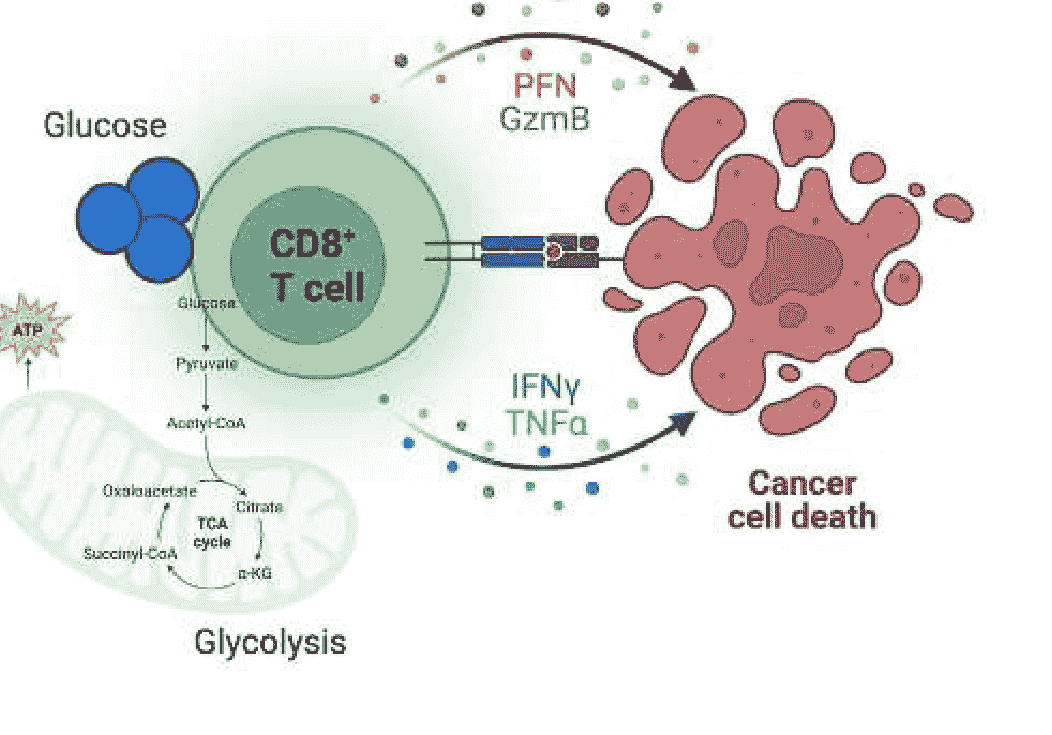 PFN
GzmB
Glucose
CD8⁺
T cell
Glucose
ATP
Pyruvate
IFNγ
TNFα
Acetyl-CoA
Oxaloacetate
Citrate
TCA
cycle
Succinyl-CoA
α-KG
Cancer
cell death
Glycolysis